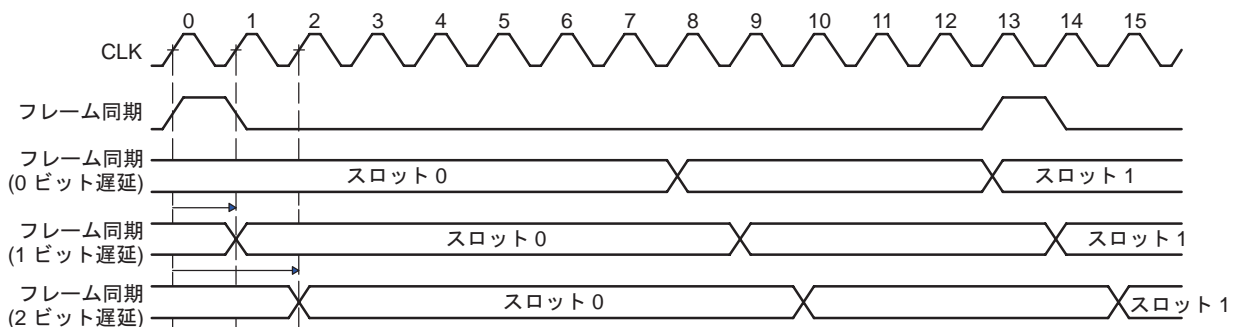 0 1 2 3 4 5 6 7 8 9 10 11 12 13 14 15
CLK
フレーム同期
フレーム同期
(0 ビット遅延)
スロット 0
スロット 1
フレーム同期
(1 ビット遅延)
スロット 0
スロット 1
フレーム同期
(2 ビット遅延)
スロット 0
スロット 1